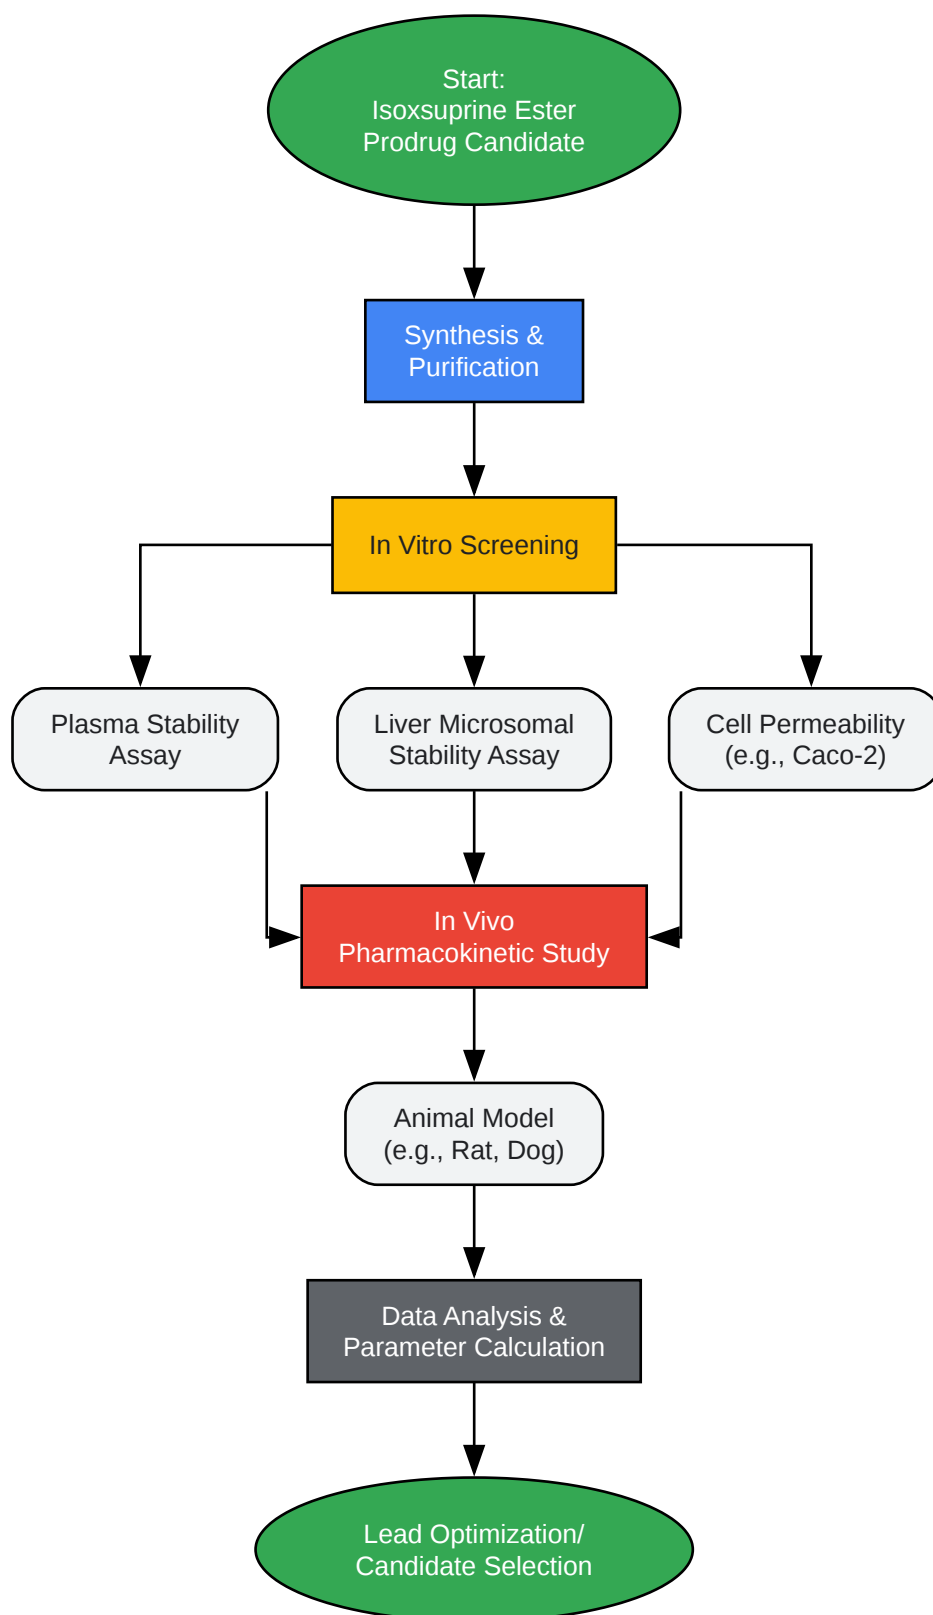 Start:
Isoxsuprine Ester
Prodrug Candidate
Synthesis &
Purification
In Vitro Screening
Plasma Stability
Assay
Liver Microsomal
Stability Assay
Cell Permeability
(e.g., Caco-2)
In Vivo
Pharmacokinetic Study
Animal Model
(e.g., Rat, Dog)
Data Analysis &
Parameter Calculation
Lead Optimization/
Candidate Selection